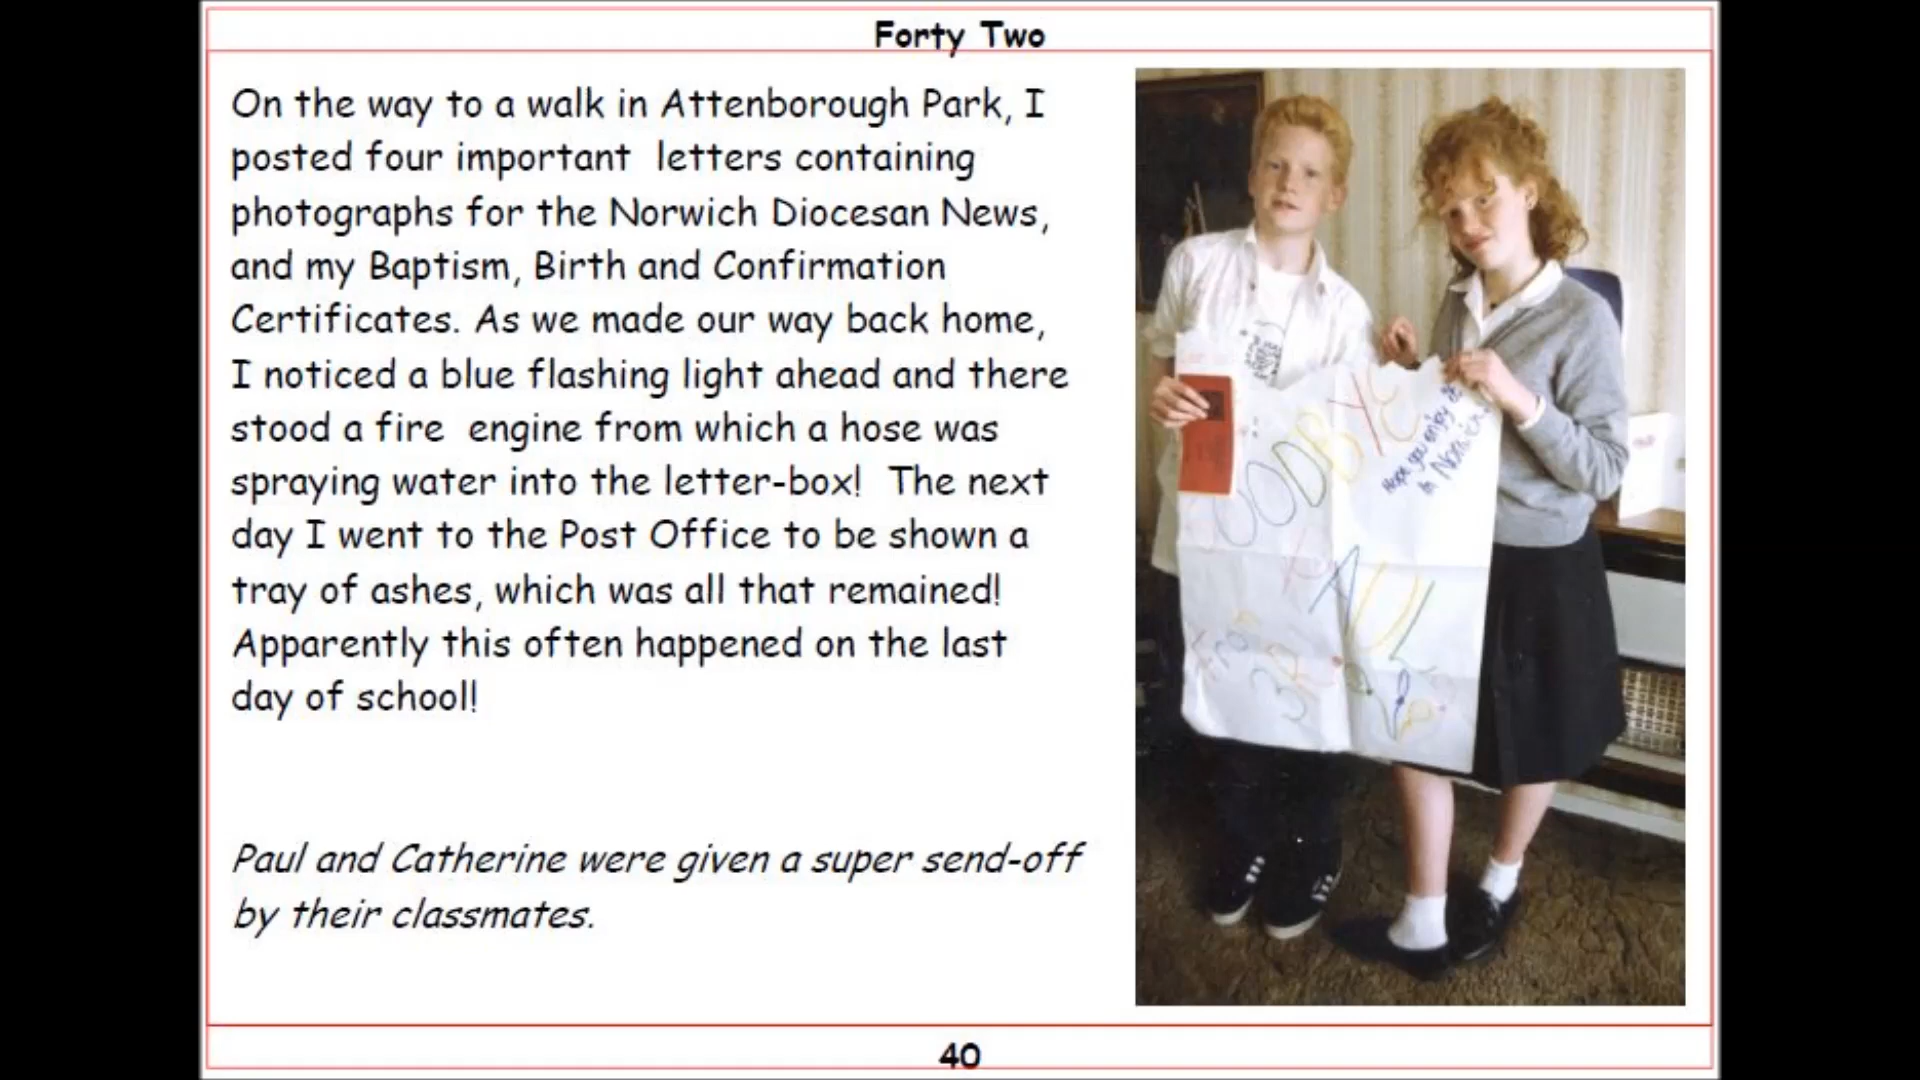 Forty Two
On the way to a walk in Attenborough Park, I
posted four important letters containing
photographs for the Norwich Diocesan News,
and my Baptism, Birth and Confirmation
Certificates. As we made our way back home,
I noticed a blue flashing light ahead and there
stood a fire engine from which a hose was
spraying water into the letter-box! The next
day I went to the Post Office to be shown a
tray of ashes, which was all that remained!
Apparently this often happened on the last
day of school!
Paul and Catherine were given a super send-off
by their classmates.
GOODBYE
Hope you enjoy it
in Norwich
PAUL
From
40